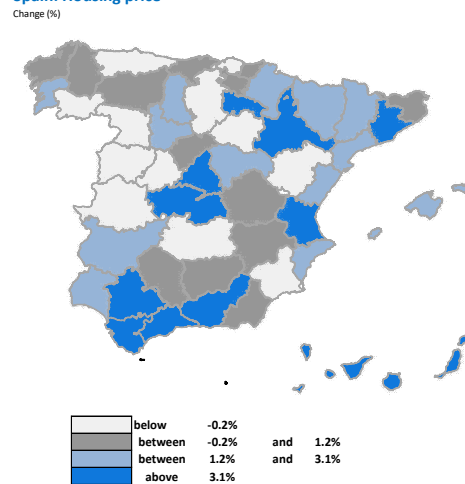 Spain: Housing price
Change (%)
below -0.2%
between -0.2% and 1.2%
between 1.2% and 3.1%
above 3.1%